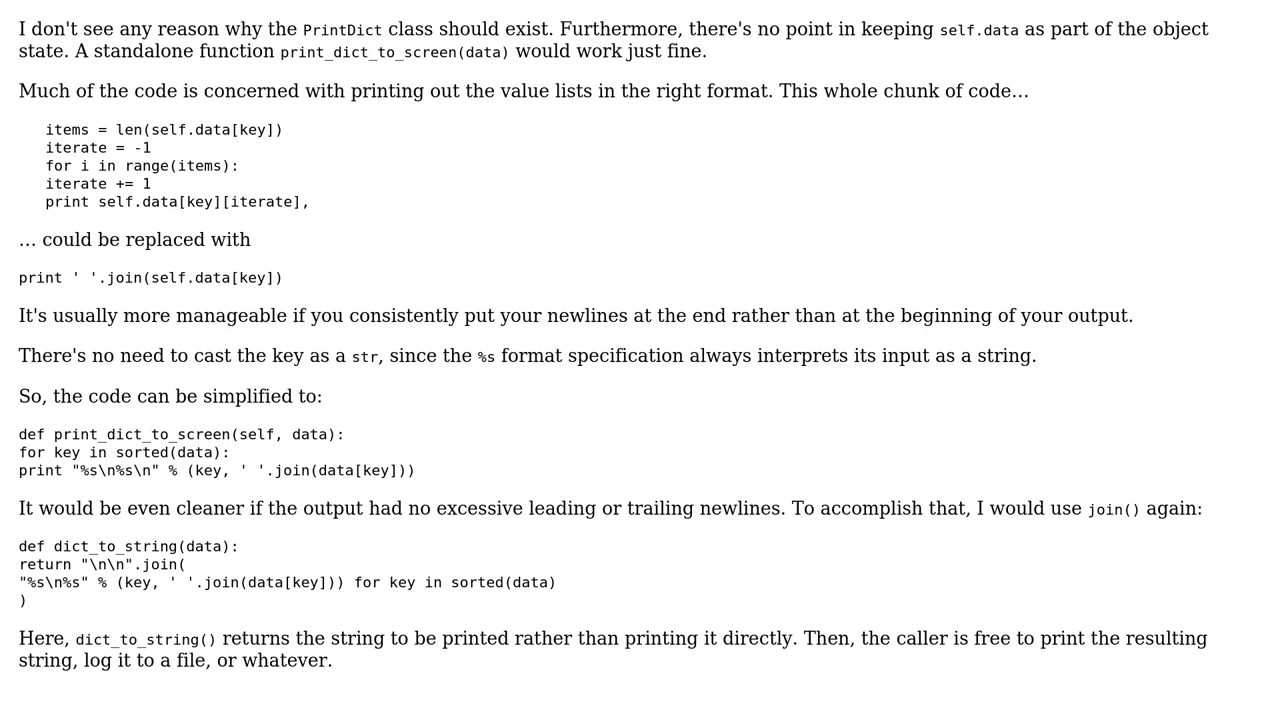 I don't see any reason why the PrintDict class should exist. Furthermore, there's no point in keeping self.data as part of the object
state. A standalone function print_dict_to_screen(data) would work just fine.
Much of the code is concerned with printing out the value lists in the right format. This whole chunk of code…
items = len(self.data[key])
iterate = -1
for i in range(items):
iterate += 1
print self.data[key][iterate],
… could be replaced with
print ' '.join(self.data[key])
It's usually more manageable if you consistently put your newlines at the end rather than at the beginning of your output.
There's no need to cast the key as a str, since the %s format specification always interprets its input as a string.
So, the code can be simplified to:
def print_dict_to_screen(self, data):
for key in sorted(data):
print "%s\n%s\n" % (key, ' '.join(data[key]))
It would be even cleaner if the output had no excessive leading or trailing newlines. To accomplish that, I would use join() again:
def dict_to_string(data):
return "\n\n".join(
"%s\n%s" % (key, ' '.join(data[key])) for key in sorted(data)
)
Here, dict_to_string() returns the string to be printed rather than printing it directly. Then, the caller is free to print the resulting
string, log it to a file, or whatever.